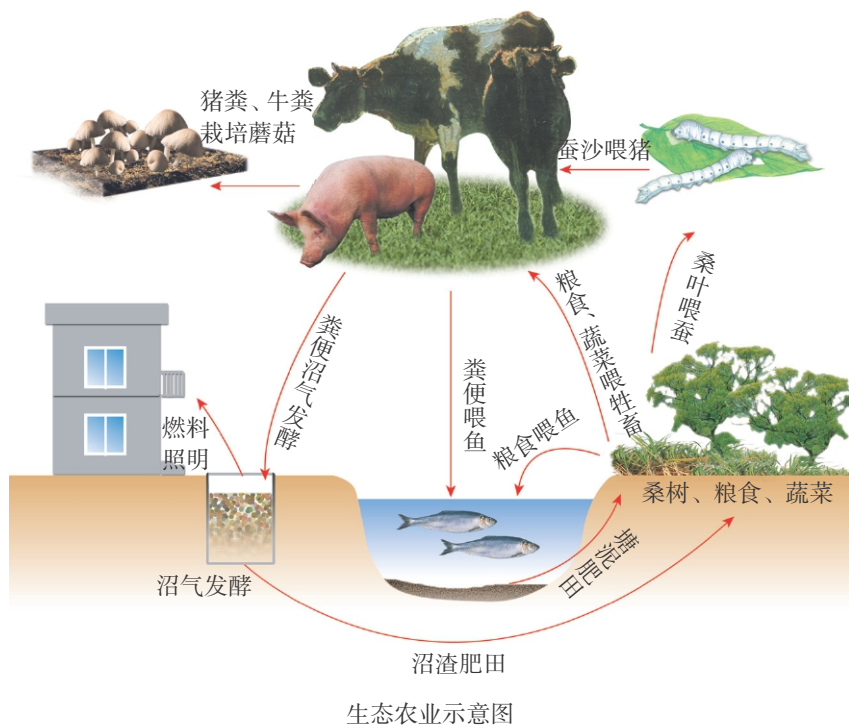 猪粪、牛粪
栽培蘑菇
蚕沙喂猪
桑叶喂蚕
粮食、蔬菜喂牲畜
粪便沼气发酵
粪便喂鱼
粮食喂鱼
燃料
照明
桑树、粮食、蔬菜
塘泥肥田
沼气发酵
沼渣肥田
生态农业示意图